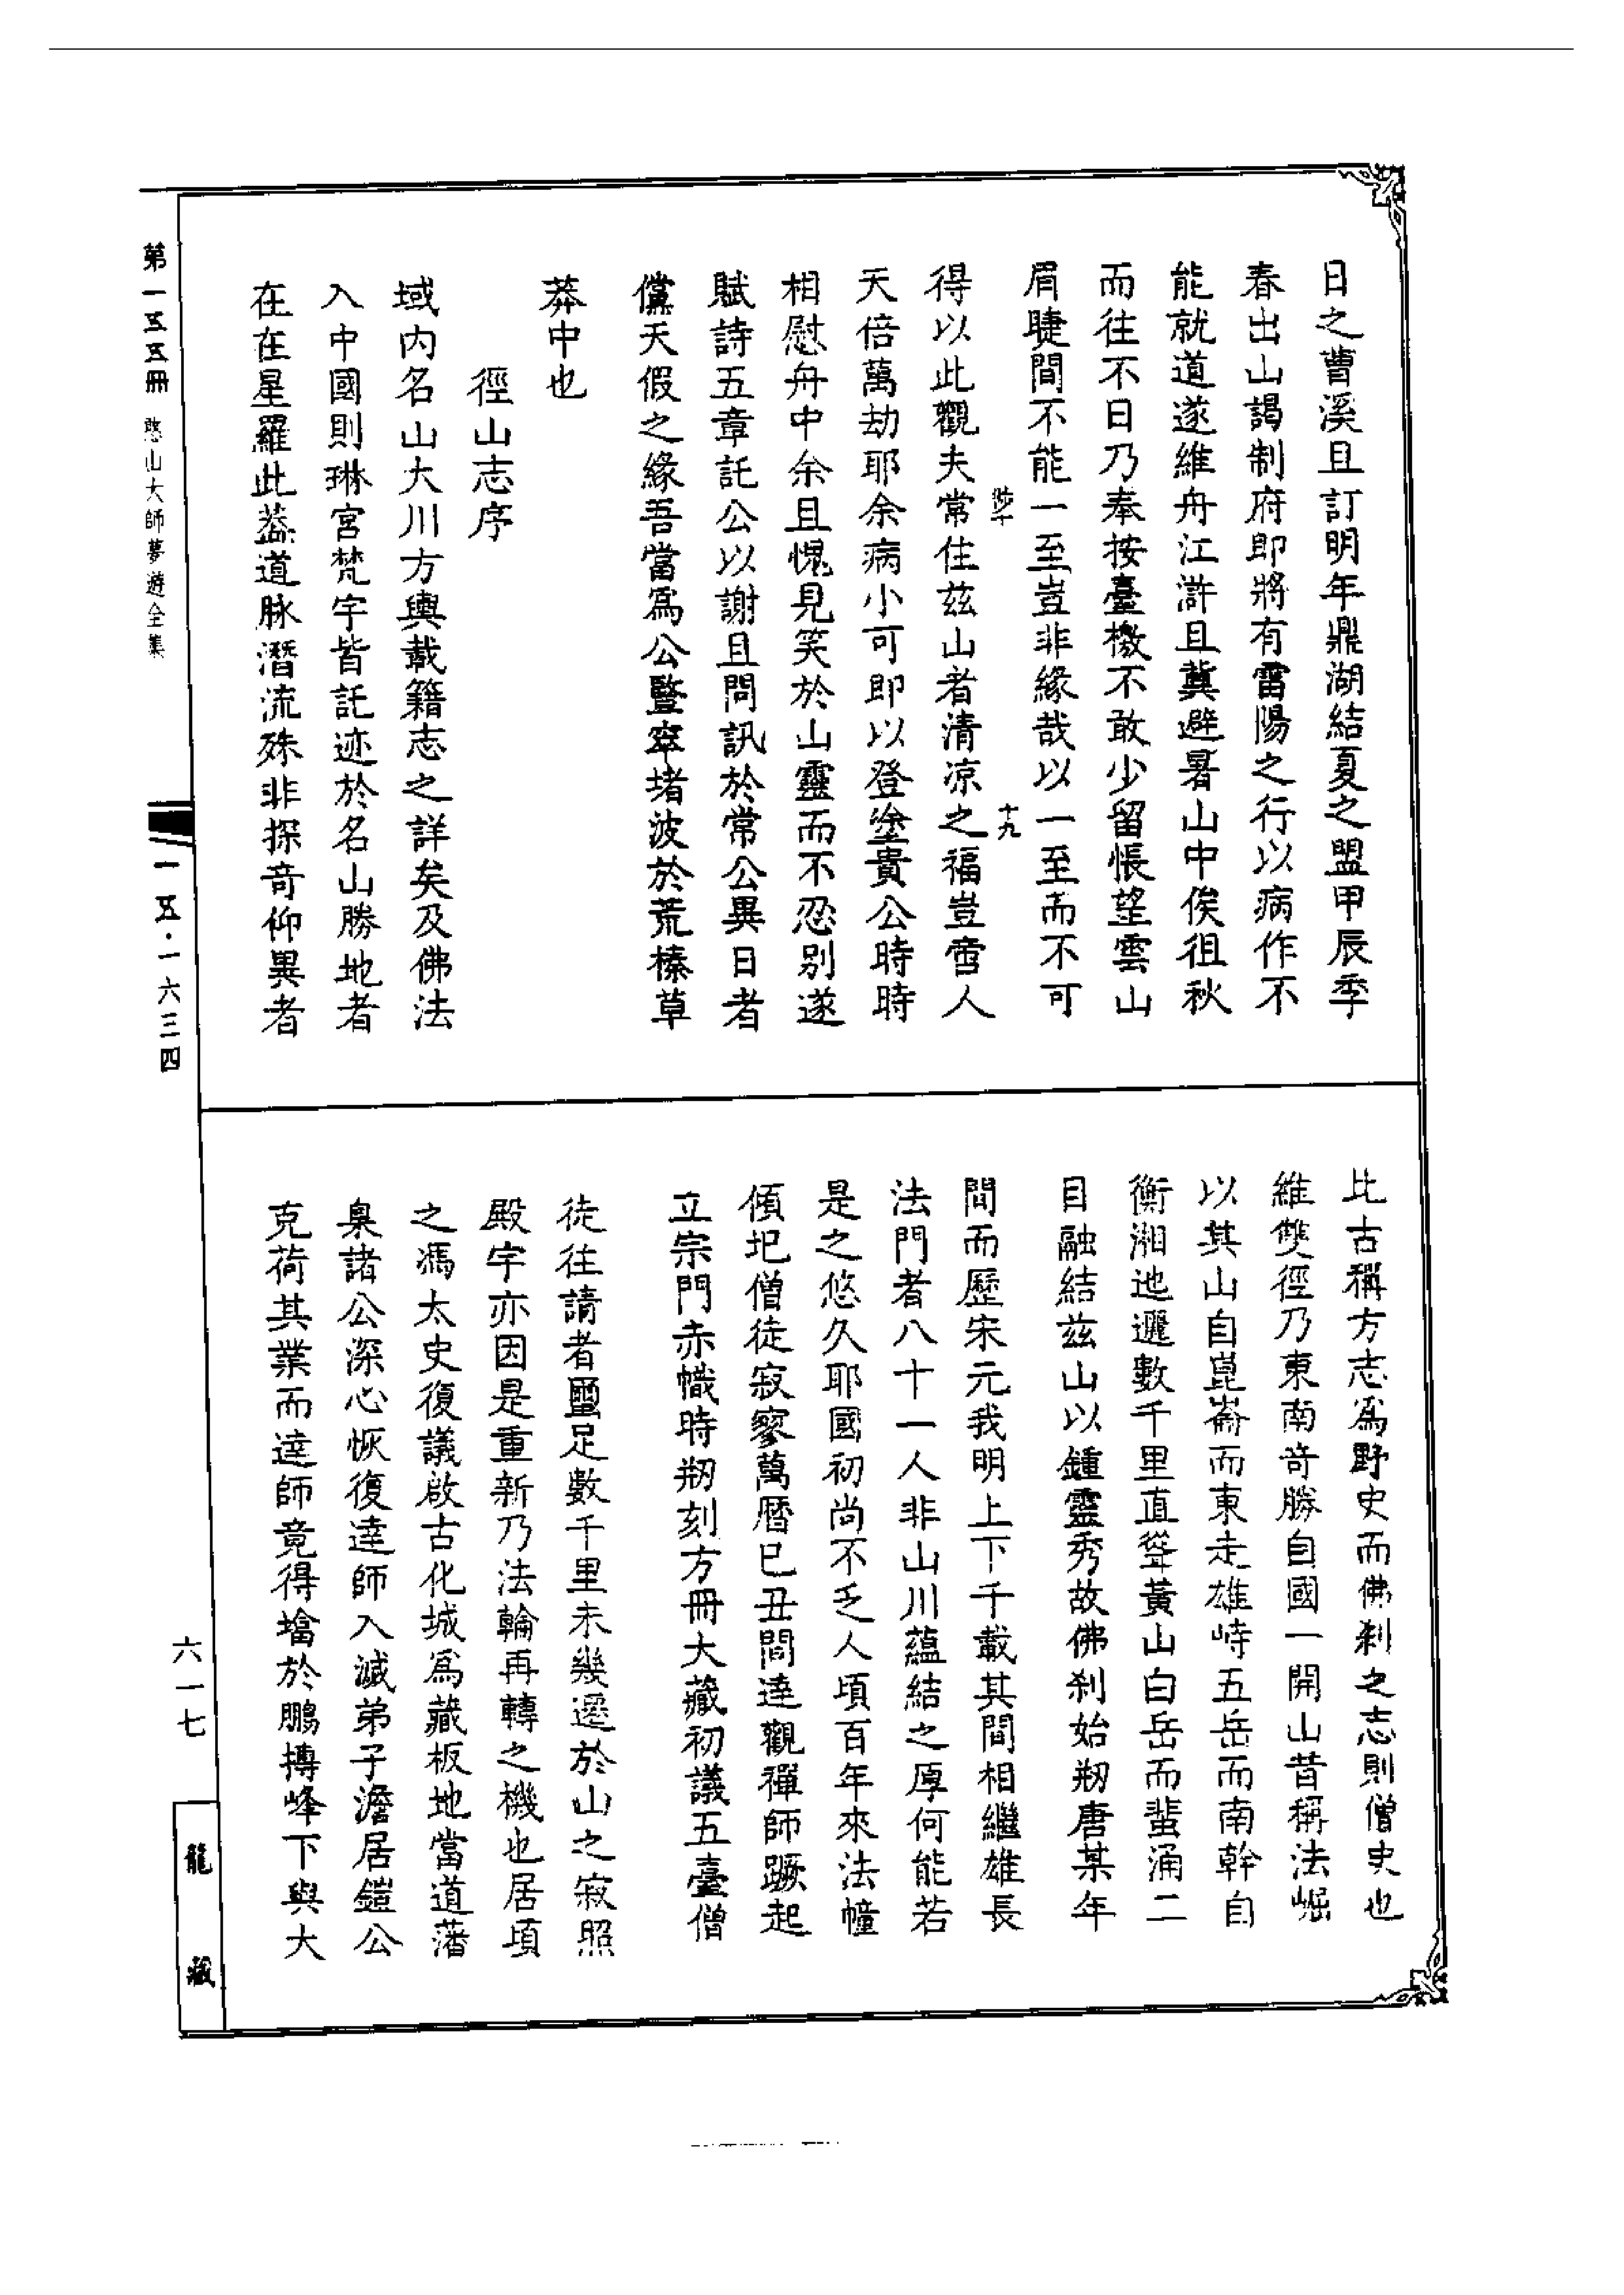 日之曹溪且訂明年鼎湖結夏之盟甲辰季
春出山謁制府即將有雷陽之行以病作不
能就道遂維舟江滸且冀避暑山中俟徂秋
而往不日乃奉按臺檄不敢少留悵望雲山
眉睫間不能一至豈非緣哉以一至而不可
十九
得以此觀夫常住茲山者清凉之福豈啻人
天倍萬劫耶余病小可即以登塗貴公時時
相慰舟中余且愧見笑於山靈而不忍別遂
賦詩五章託公以謝且問訊於常公異日者
儻天假之緣吾當爲公豎窣堵波於荒榛草
莽中也
徑山志序
域内名山大川方輿載籍志之詳矣及佛法
入中國則琳宮梵宇皆託迹於名山勝地者
在在星羅此葢道脉潛流殊非探奇仰異者
比古稱方志爲野史而佛剎之志則僧史也
維雙徑乃東南奇勝自國一開山昔稱法崛
以其山自崑崙而東走雄峙五岳而南幹自
衡湘迆邐數千里直聳黃山白岳而蜚涌二
目融結茲山以鍾靈秀故佛剎始剏唐某年
間而歷宋元我明上下千載其間相繼雄長
法門者八十一人非山川蘊結之厚何能若
是之悠久耶國初尚不乏人項百年來法幢
傾圯僧徒寂寥萬曆巳丑間達觀禪師蹶起
立宗門赤幟時剏刻方冊大藏初議五臺僧
徒往請者壐足數千里未幾遷於山之寂照
殿宇亦因是重新乃法輪再轉之機也居項
之馮太史復議啟古化城爲藏板地當道藩
臬諸公深心恢復達師入滅弟子澹居鎧公
克荷其業而達師竟得墖於鵬摶峰下與大
第一五五冊 憨山大師夢遊全集
一五·一六三四
六一七
龍藏